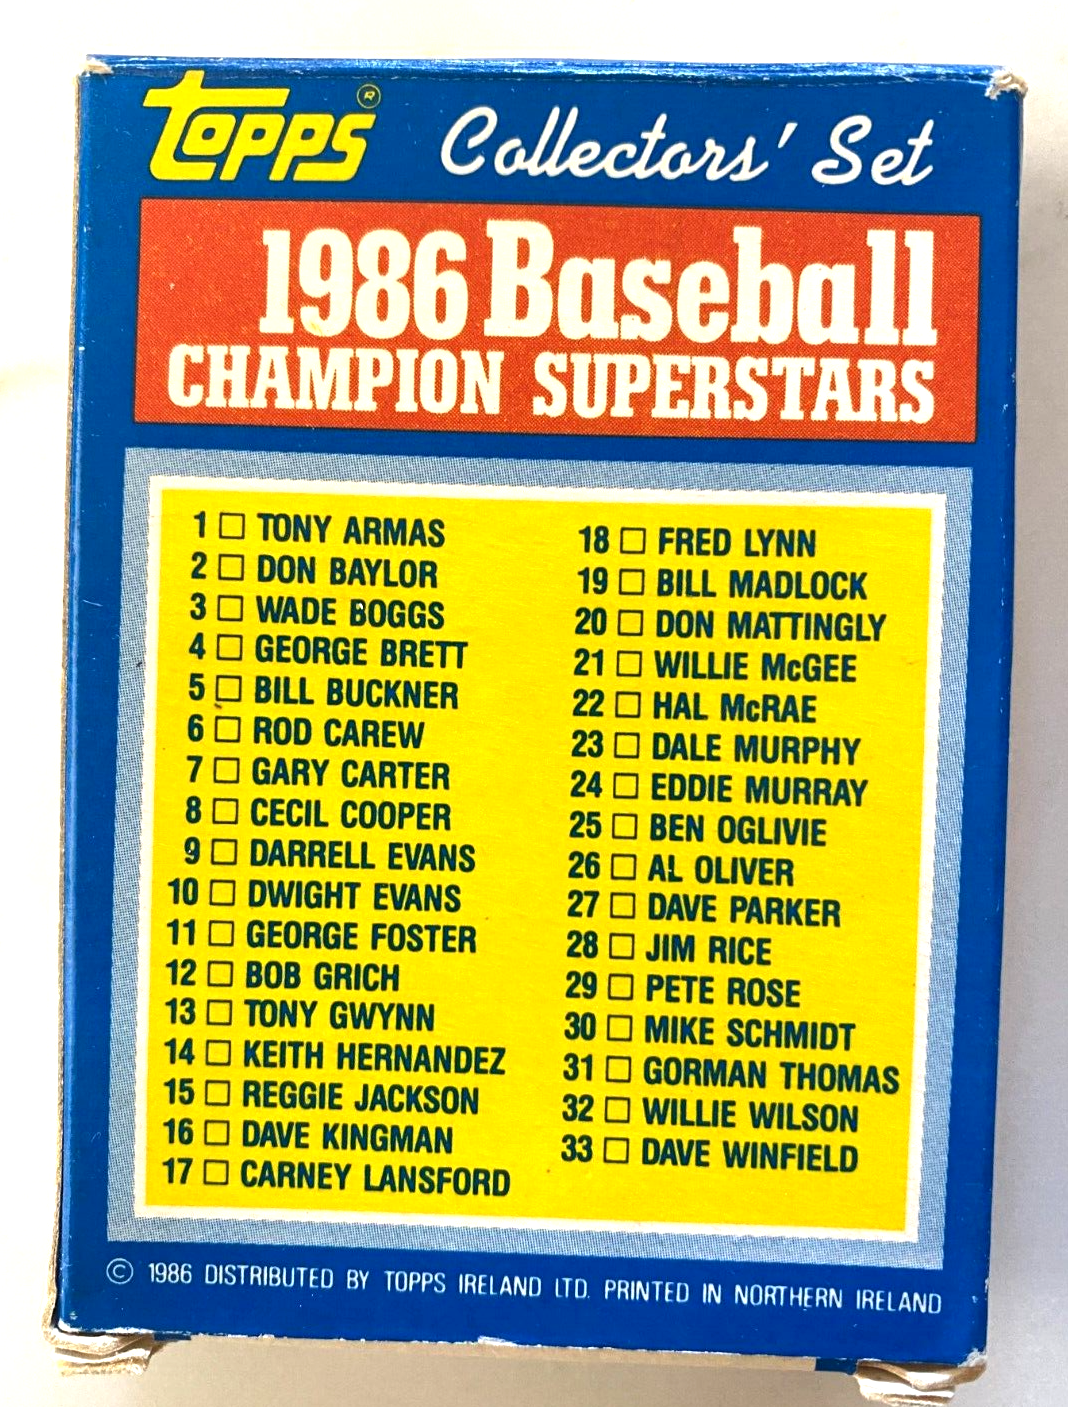 TOPPS ® Collectors' Set
1986 Baseball
CHAMPION SUPERSTARS
1 □ TONY ARMAS
2 □ DON BAYLOR
3 □ WADE BOGGS
4 □ GEORGE BRETT
5 □ BILL BUCKNER
6 □ ROD CAREW
7 □ GARY CARTER
8 □ CECIL COOPER
9 □ DARRELL EVANS
10 □ DWIGHT EVANS
11 □ GEORGE FOSTER
12 □ BOB GRICH
13 □ TONY GWYNN
14 □ KEITH HERNANDEZ
15 □ REGGIE JACKSON
16 □ DAVE KINGMAN
17 □ CARNEY LANSFORD
18 □ FRED LYNN
19 □ BILL MADLOCK
20 □ DON MATTINGLY
21 □ WILLIE McGEE
22 □ HAL McRAE
23 □ DALE MURPHY
24 □ EDDIE MURRAY
25 □ BEN OGLIVIE
26 □ AL OLIVER
27 □ DAVE PARKER
28 □ JIM RICE
29 □ PETE ROSE
30 □ MIKE SCHMIDT
31 □ GORMAN THOMAS
32 □ WILLIE WILSON
33 □ DAVE WINFIELD
© 1986 DISTRIBUTED BY TOPPS IRELAND LTD. PRINTED IN NORTHERN IRELAND